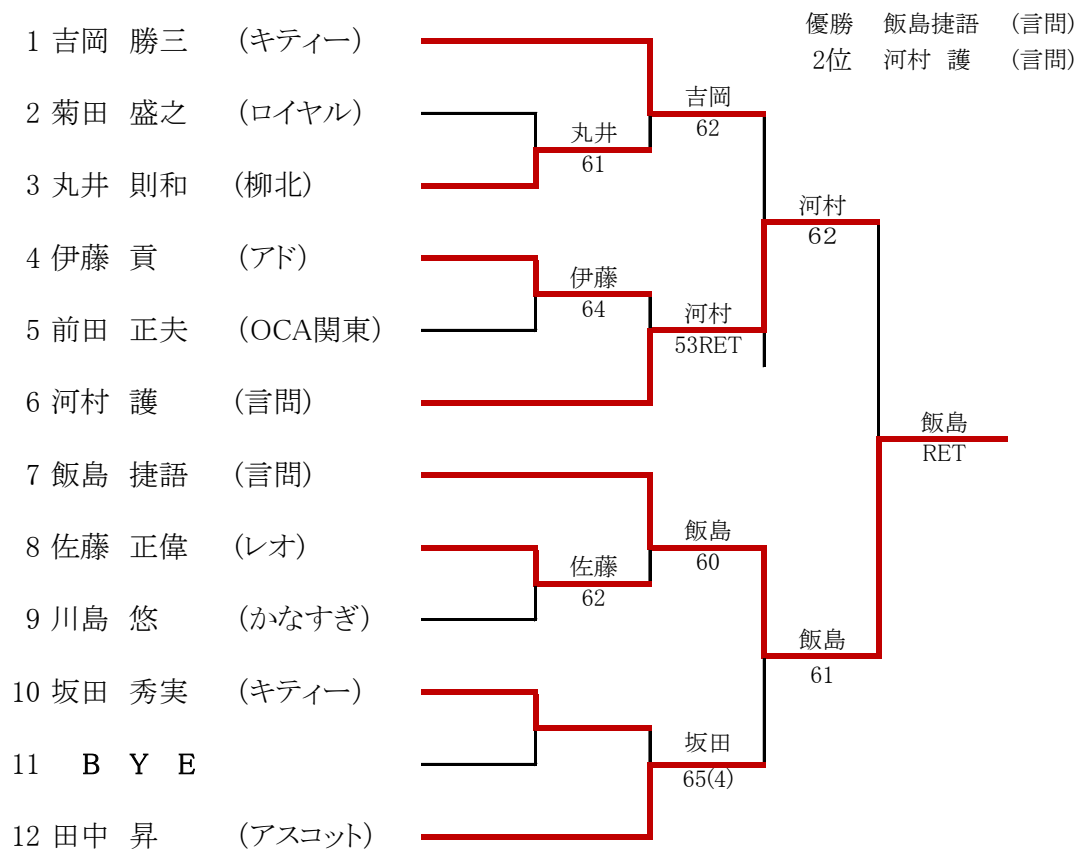 優勝 飯島捷語 (言問)
2位 河村 護 (言問)
1 吉岡 勝三 (キティー)
2 菊田 盛之 (ロイヤル)
3 丸井 則和 (柳北)
4 伊藤 貢 (アド)
5 前田 正夫 (OCA関東)
6 河村 護 (言問)
7 飯島 捷語 (言問)
8 佐藤 正偉 (レオ)
9 川島 悠 (かなすぎ)
10 坂田 秀実 (キティー)
11 B Y E
12 田中 昇 (アスコット)
丸井
61
伊藤
64
佐藤
62
吉岡
62
河村
53RET
飯島
60
坂田
65(4)
河村
62
飯島
61
飯島
RET